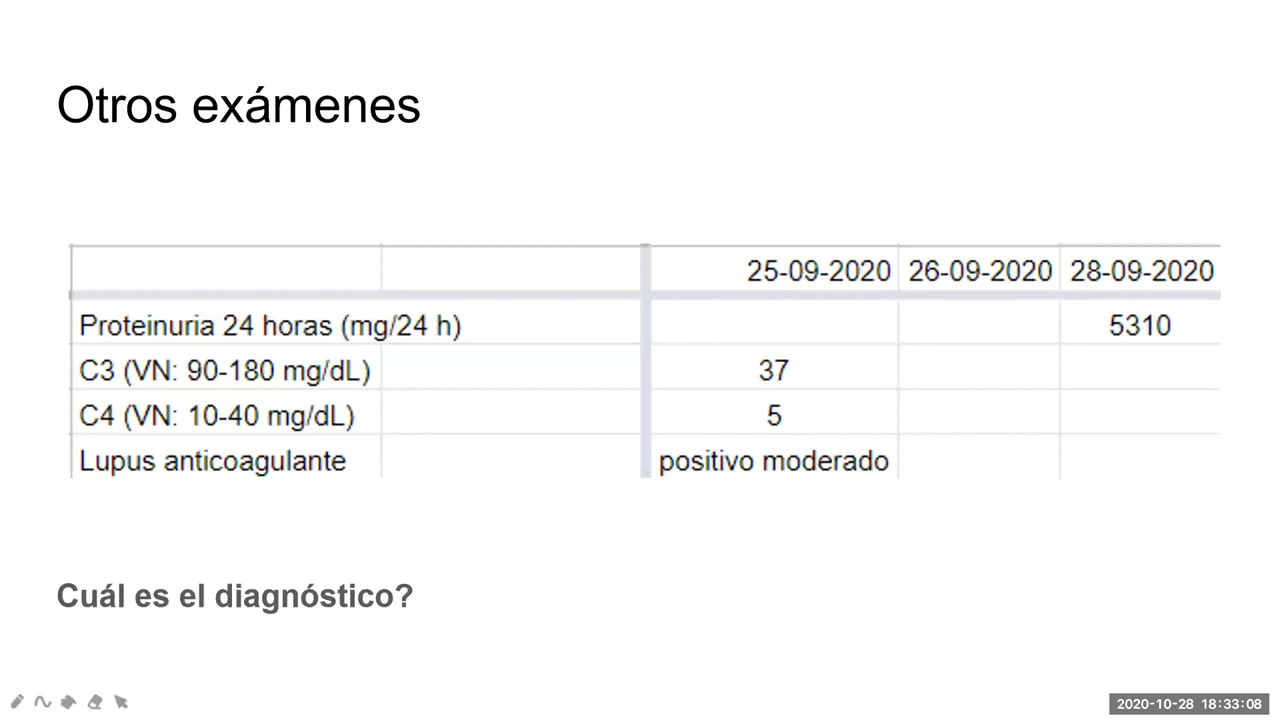 Otros exámenes
25-09-2020 26-09-2020 28-09-2020
Proteinuria 24 horas (mg/24 h) 5310
C3 (VN: 90-180 mg/dL) 37
C4 (VN: 10-40 mg/dL) 5
Lupus anticoagulante positivo moderado
Cuál es el diagnóstico?
2020-10-28 18:33:08